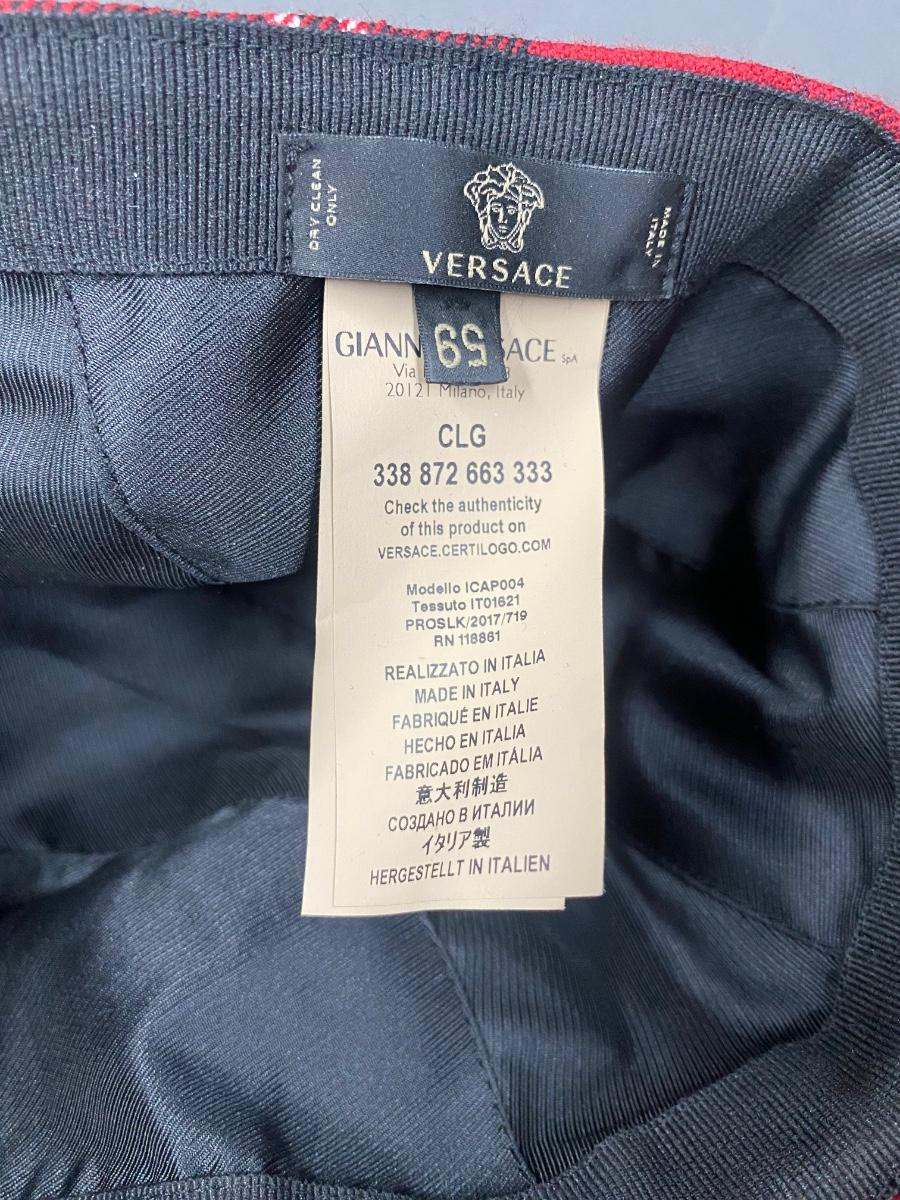 DRY CLEAN
ONLY
VERSACE
MADE IN
ITALY
59
GIANN SACE SpA
Via
20121 Milano, Italy
CLG
338 872 663 333
Check the authenticity
of this product on
VERSACE.CERTILOGO.COM
Modello ICAP004
Tessuto IT01621
PROSLK/2017/719
RN 118861
REALIZZATO IN ITALIA
MADE IN ITALY
FABRIQUÉ EN ITALIE
HECHO EN ITALIA
FABRICADO EM ITÁLIA
意大利制造
СОЗДАНО В ИТАЛИИ
イタリア製
HERGESTELLT IN ITALIEN